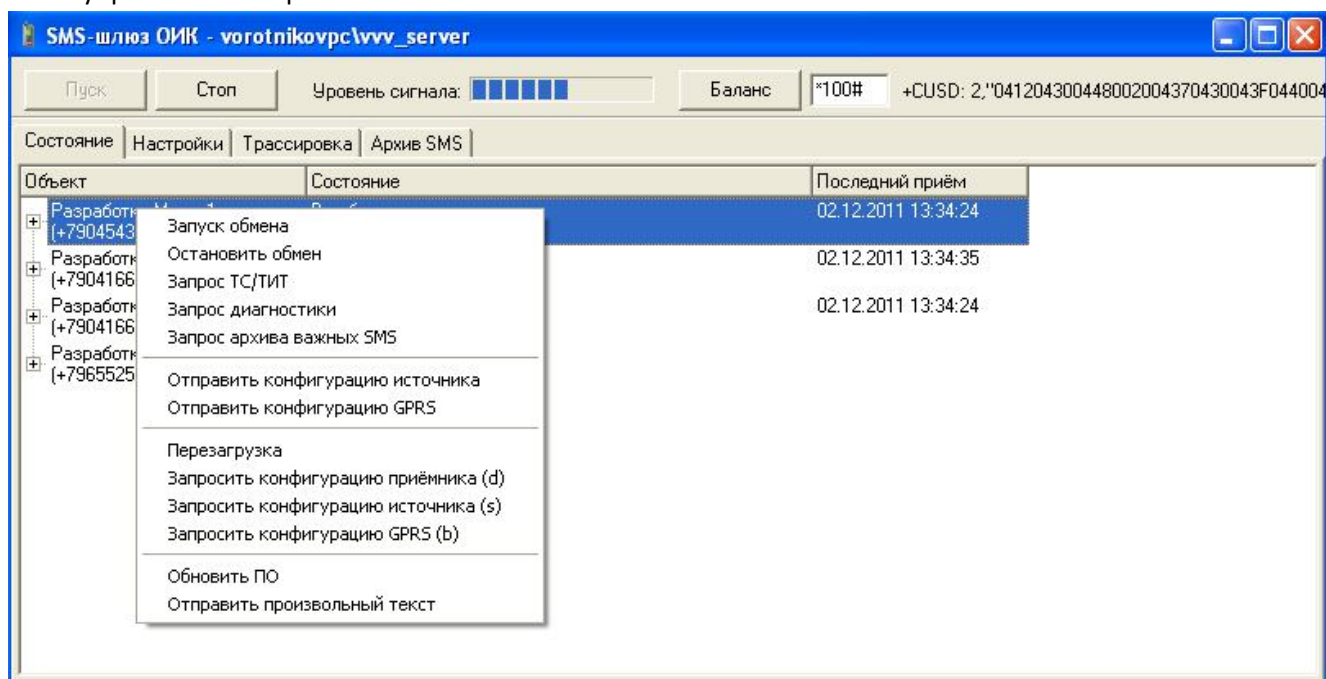 SMS-шлюз ОИК - vorotnikovpc\vvv_server
Пуск Стоп Уровень сигнала: Баланс *100# +CUSD: 2,"041204300448002004370430043F044004
Состояние Настройки Трассировка Архив SMS
Объект Состояние Последний приём
02.12.2011 13:34:24
(+7904543
02.12.2011 13:34:35
(+7904166
02.12.2011 13:34:24
(+7904166
(+7965525
Запуск обмена
Остановить обмен
Запрос ТС/ТИТ
Запрос диагностики
Запрос архива важных SMS
Отправить конфигурацию источника
Отправить конфигурацию GPRS
Перезагрузка
Запросить конфигурацию приёмника (d)
Запросить конфигурацию источника (s)
Запросить конфигурацию GPRS (b)
Обновить ПО
Отправить произвольный текст